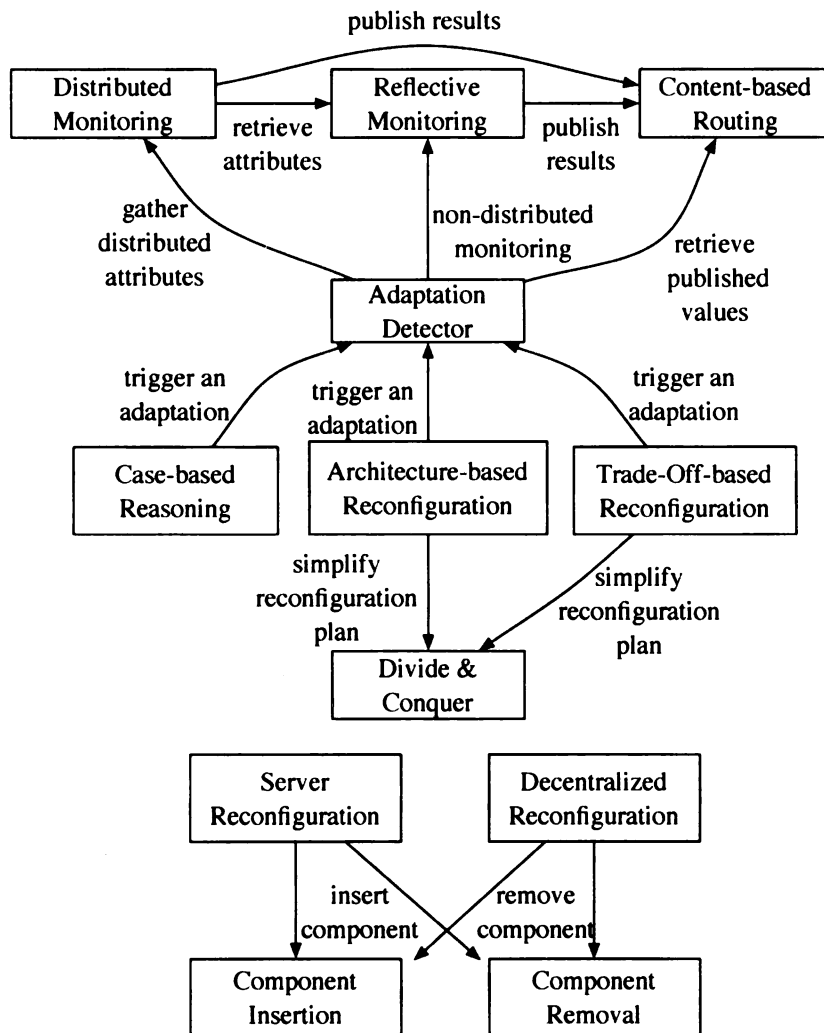 publish results
Distributed
Monitoring
retrieve
attributes
Reflective
Monitoring
publish
results
Content-based
Routing
gather
distributed
attributes
non-distributed
monitoring
retrieve
published
values
Adaptation
Detector
trigger an
adaptation
trigger an
adaptation
trigger an
adaptation
Case-based
Reasoning
Architecture-based
Reconfiguration
Trade-Off-based
Reconfiguration
simplify
reconfiguration
plan
simplify
reconfiguration
plan
Divide &
Conquer
Server
Reconfiguration
Decentralized
Reconfiguration
insert
component
remove
component
Component
Insertion
Component
Removal